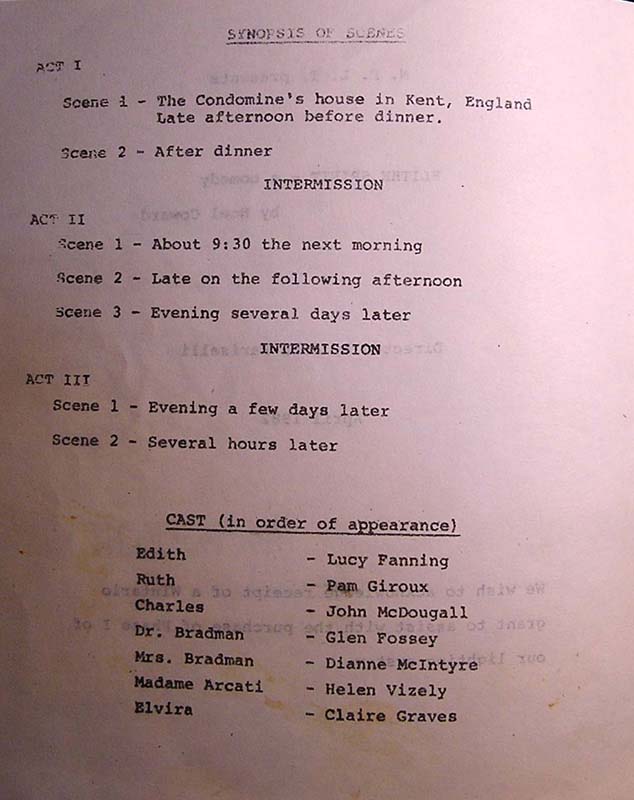 SYNOPSIS OF SCENES
ACT I
Scene 1 - The Condomine's house in Kent, England
Late afternoon before dinner.
Scene 2 - After dinner
INTERMISSION
ACT II
Scene 1 - About 9:30 the next morning
Scene 2 - Late on the following afternoon
Scene 3 - Evening several days later
INTERMISSION
ACT III
Scene 1 - Evening a few days later
Scene 2 - Several hours later
CAST (in order of appearance)
Edith - Lucy Fanning
Ruth - Pam Giroux
Charles - John McDougall
Dr. Bradman - Glen Fossey
Mrs. Bradman - Dianne McIntyre
Madame Arcati - Helen Vizely
Elvira - Claire Graves